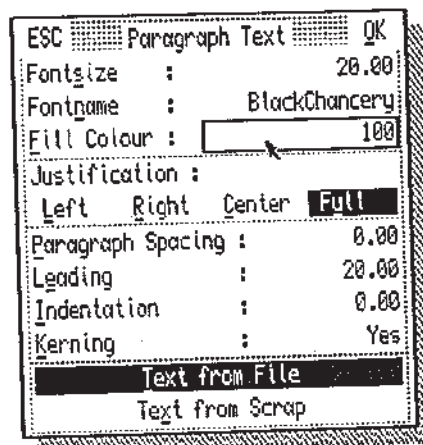 ESC Paragraph Text OK
Fontsize : 20.00
Fontname : BlackChancery
Fill Colour : 100
Justification :
Left Right Center Full
Paragraph Spacing : 0.00
Leading : 20.00
Indentation : 0.00
Kerning : Yes
Text from File
Text from Scrap